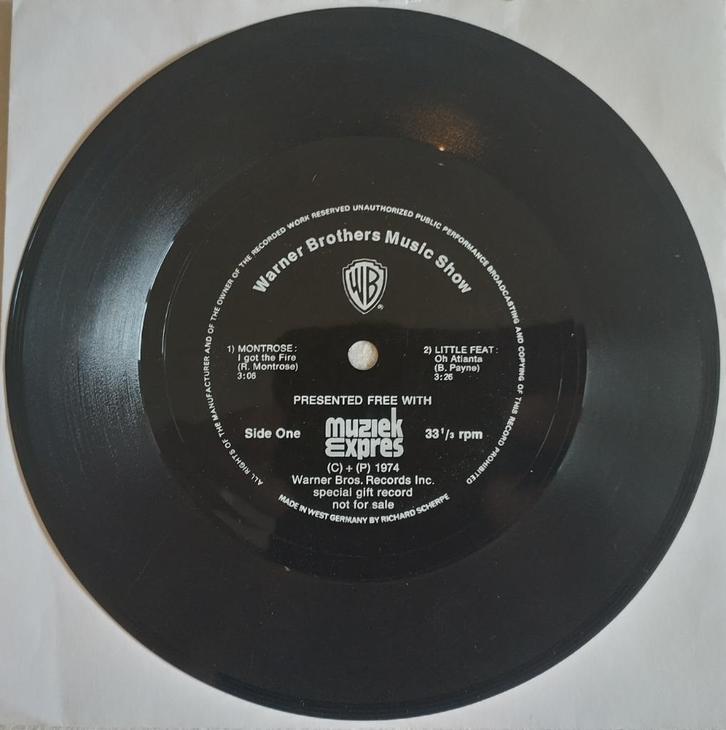 ALL RIGHTS OF THE MANUFACTURER AND OF THE OWNER OF THE RECORDED WORK RESERVED UNAUTHORIZED PUBLIC PERFORMANCE BROADCASTING AND COPYING OF THIS RECORD PROHIBITED
Warner Brothers Music Show
WB
®
1) MONTROSE:
I got the Fire
(R. Montrose)
3:06
2) LITTLE FEAT:
Oh Atlanta
(B. Payne)
3:26
PRESENTED FREE WITH
Side One
muziek
expres
33 1/3 rpm
(C) + (P) 1974
Warner Bros. Records Inc.
special gift record
not for sale
MADE IN WEST GERMANY BY RICHARD SCHERPE